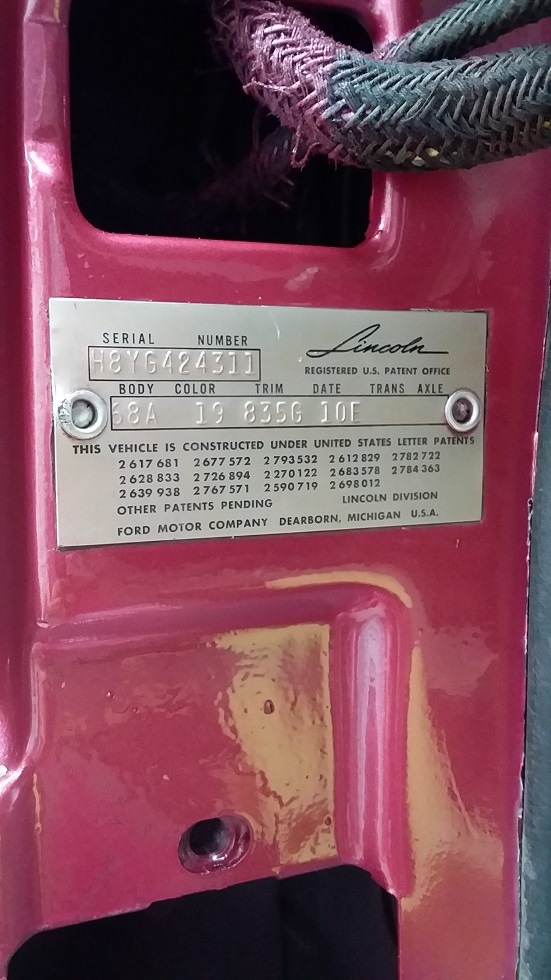 SERIAL NUMBER
Lincoln
H8YG424311
REGISTERED U.S. PATENT OFFICE
BODY COLOR TRIM DATE TRANS AXLE
68A 19 835G 10E
THIS VEHICLE IS CONSTRUCTED UNDER UNITED STATES LETTER PATENTS
2617681 2677572 2793532 2612829 2782722
2628833 2726894 2270122 2683578 2784363
2639938 2767571 2590719 2698012
OTHER PATENTS PENDING LINCOLN DIVISION
FORD MOTOR COMPANY DEARBORN, MICHIGAN U.S.A.